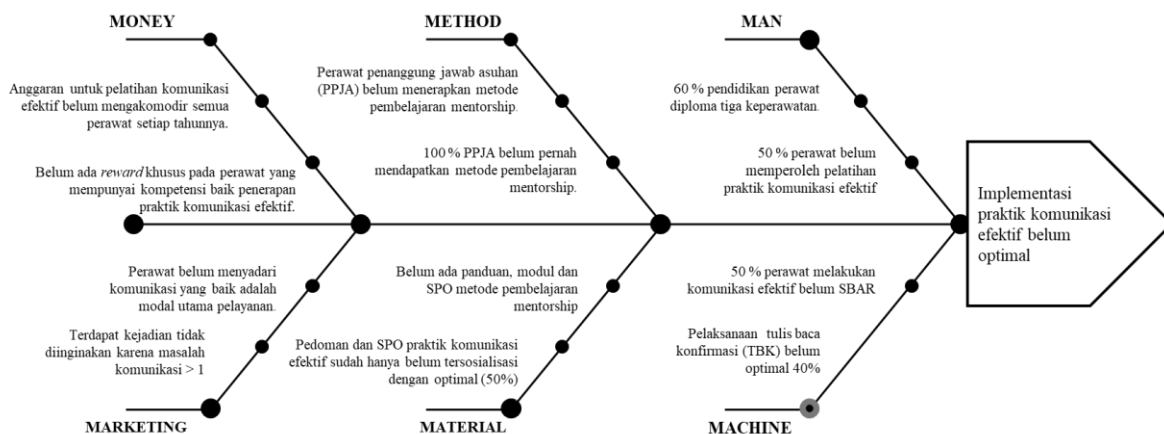 MONEY
Anggaran untuk pelatihan komunikasi
efektif belum mengakomodir semua
perawat setiap tahunnya.
Belum ada reward khusus pada perawat yang
mempunyai kompetensi baik penerapan
praktik komunikasi efektif.
METHOD
Perawat penanggung jawab asuhan
(PPJA) belum menerapkan metode
pembelajaran mentorship.
100 % PPJA belum pernah
mendapatkan metode pembelajaran
mentorship.
MAN
60 % pendidikan perawat
diploma tiga keperawatan.
50 % perawat belum
memperoleh pelatihan
praktik komunikasi efektif
Implementasi
praktik komunikasi
efektif belum
optimal
Perawat belum menyadari
komunikasi yang baik adalah
modal utama pelayanan.
Terdapat kejadian tidak
diinginakan karena masalah
komunikasi > 1
MARKETING
Belum ada panduan, modul dan
SPO metode pembelajaran
mentorship
Pedoman dan SPO praktik komunikasi
efektif sudah hanya belum tersosialisasi
dengan optimal (50%)
MATERIAL
50 % perawat melakukan
komunikasi efektif belum SBAR
Pelaksanaan tulis baca
konfirmasi (TBK) belum
optimal 40%
MACHINE